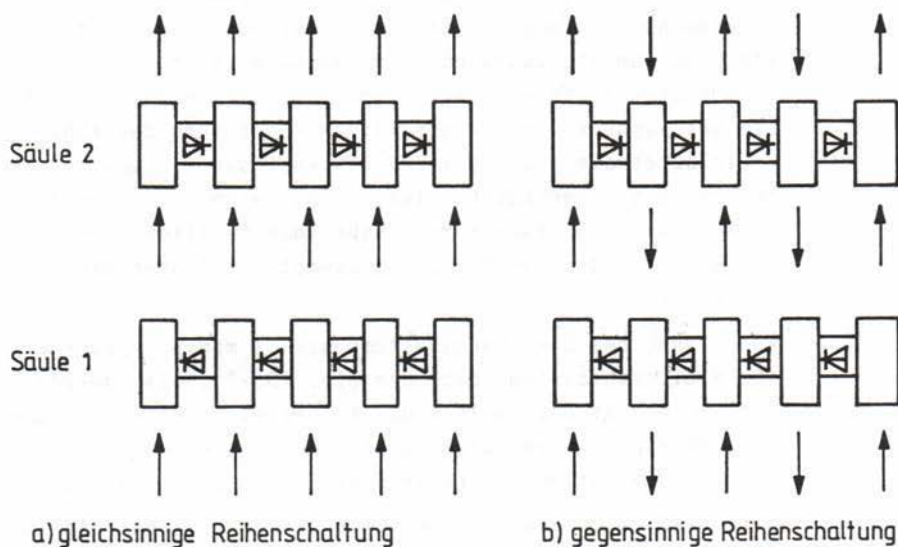 Säule 2
Säule 1
a) gleichsinnige Reihenschaltung
b) gegensinnige Reihenschaltung